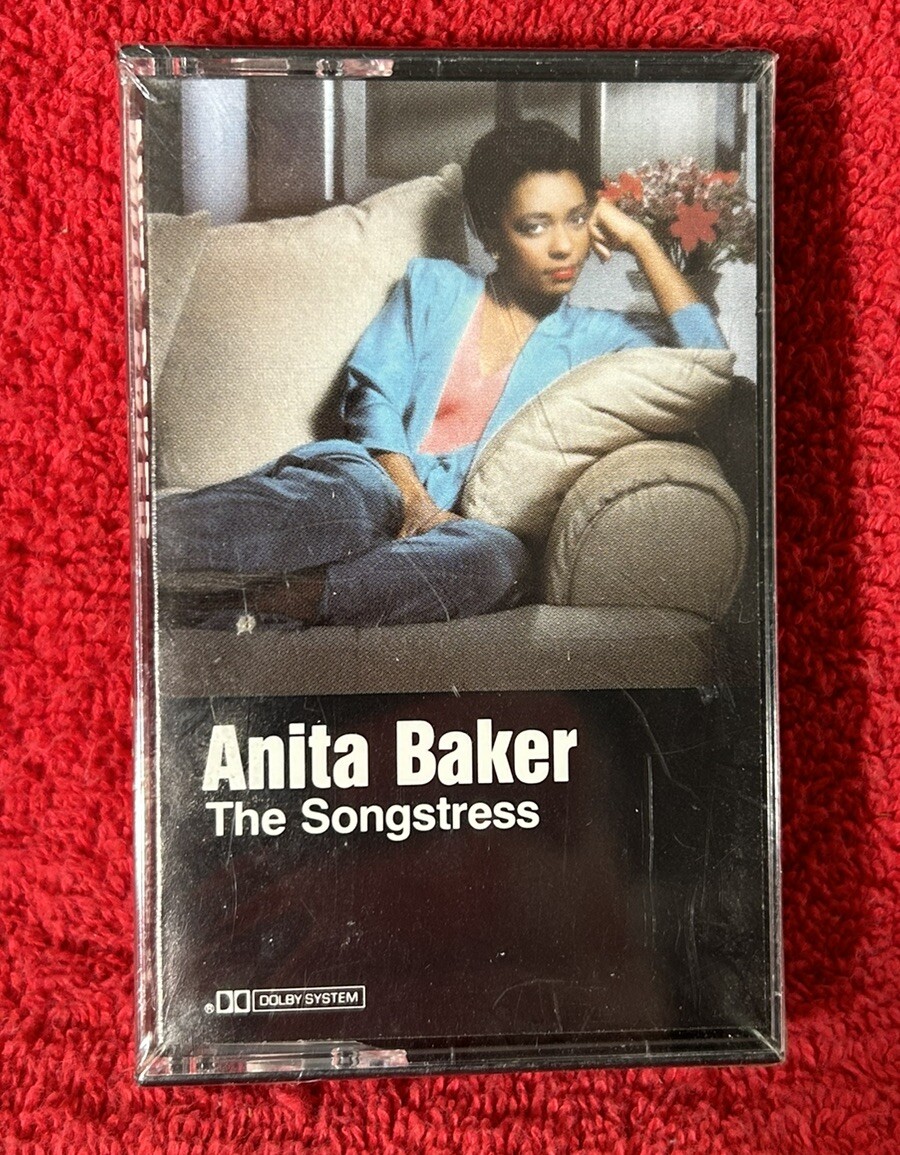 Anita Baker
The Songstress
® DOLBY SYSTEM